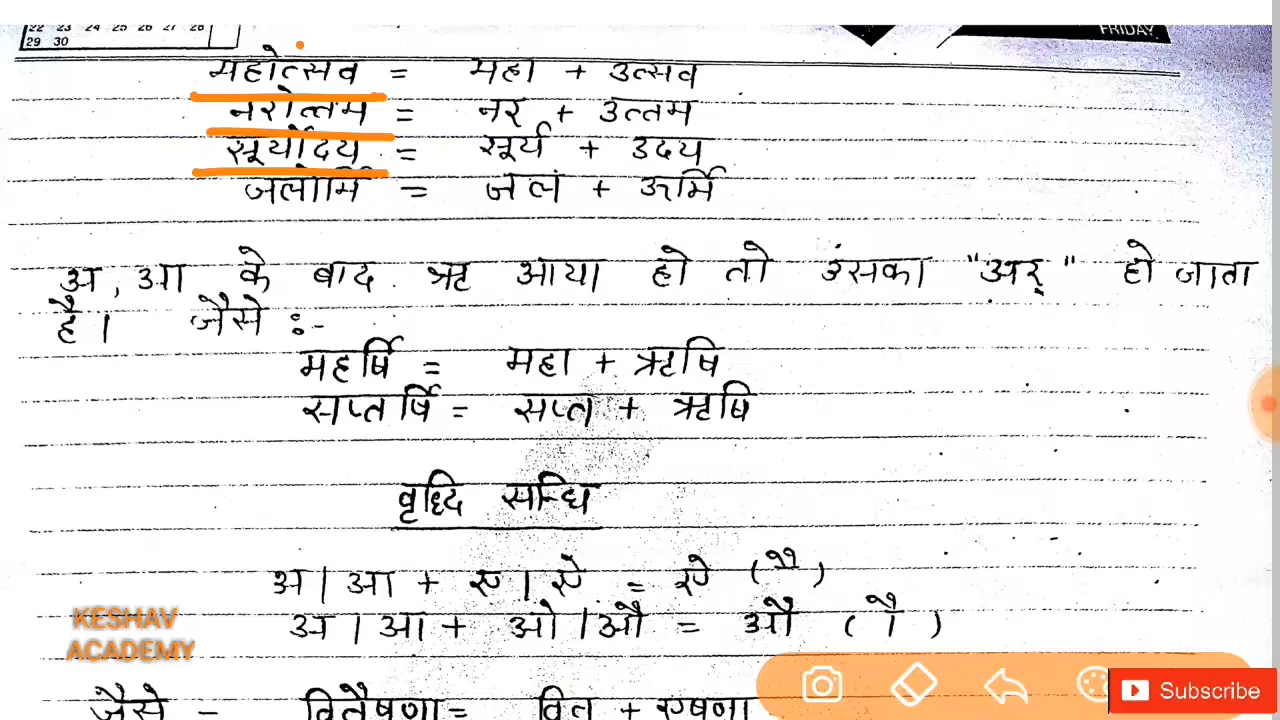 22 23 24 25 26 27 28
29 30
FRIDAY
महोत्सव = महा + उत्सव
नरोत्तम = नर + उत्तम
सूर्योदय = सूर्य + उदय
जलोर्मि = जल + ऊर्मि
अ, आ के बाद ऋ आया हो तो उसका "अर्" हो जाता
है। जैसे :-
महर्षि = महा + ऋषि
सप्तर्षि = सप्त + ऋषि
वृध्दि सन्धि
अ । आ + ए । ऐ = ऐ ( ै )
अ । आ + ओ । औ = औ ( ौ )
KESHAV
ACADEMY
जैसे - वितैषणा = वित + एषणा
Subscribe